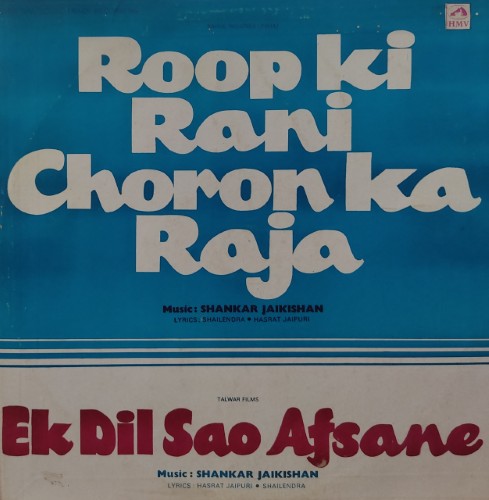 HMV
Roop ki
Rani
Choron ka
Raja
Music: SHANKAR JAIKISHAN
LYRICS: SHAILENDRA • HASRAT JAIPURI
TALWAR FILMS
Ek Dil Sao Afsane
Music: SHANKAR JAIKISHAN
LYRICS: HASRAT JAIPURI • SHAILENDRA